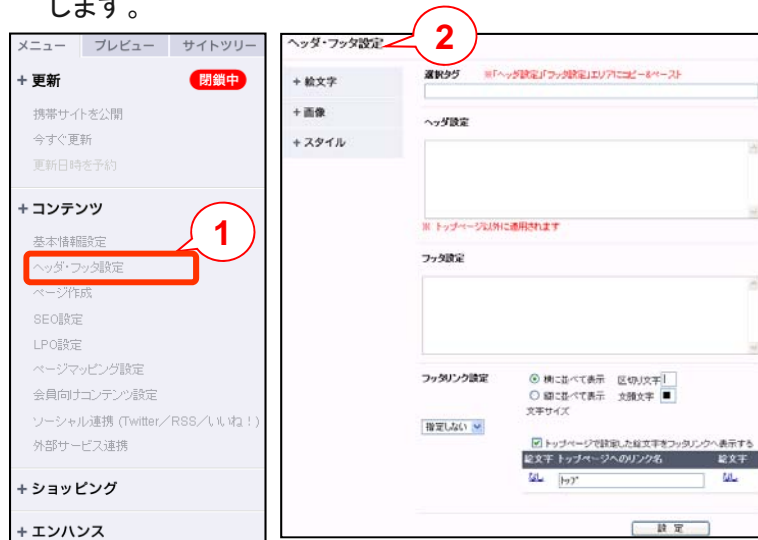 します。
メニュー プレビュー サイトツリー
+ 更新 閉鎖中
携帯サイトを公開
今すぐ更新
更新日時を予約
+ コンテンツ
1
基本情報設定
ヘッダ・フッタ設定
ページ作成
SEO設定
LPO設定
ページマッピング設定
会員向けコンテンツ設定
ソーシャル連携 (Twitter／RSS／いいね！)
外部サービス連携
+ ショッピング
+ エンハンス
ヘッダ・フッタ設定
2
+ 絵文字
+ 画像
+ スタイル
選択タグ ※「ヘッダ設定」「フッタ設定」エリアにコピー&ペースト
ヘッダ設定
※ トップページ以外に適用されます
フッタ設定
フッタリンク設定
横に並べて表示 区切り文字 |
縦に並べて表示 文頭文字 ■
文字サイズ
指定しない
トップページで設定した絵文字をフッタリンクへ表示する
絵文字 トップページへのリンク名 絵文字
なし トップ なし
設 定